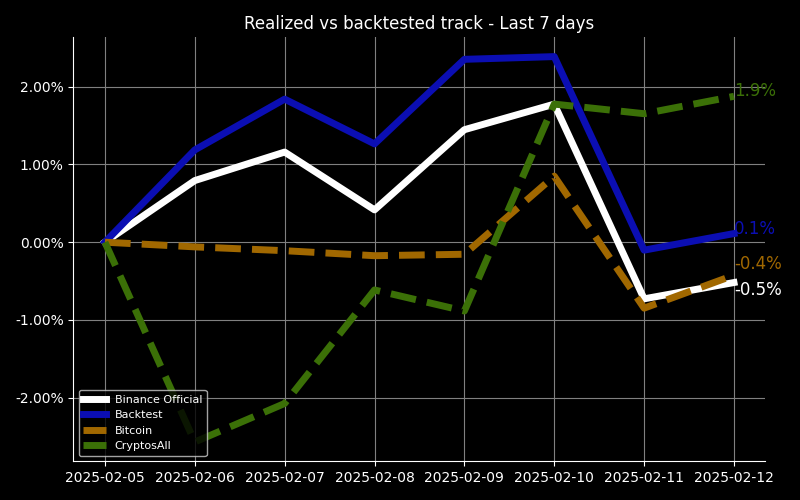 Realized vs backtested track - Last 7 days
2.00%
1.00%
0.00%
-1.00%
-2.00%
1.9%
0.1%
-0.4%
-0.5%
Binance Official
Backtest
Bitcoin
CryptosAll
2025-02-05 2025-02-06 2025-02-07 2025-02-08 2025-02-09 2025-02-10 2025-02-11 2025-02-12